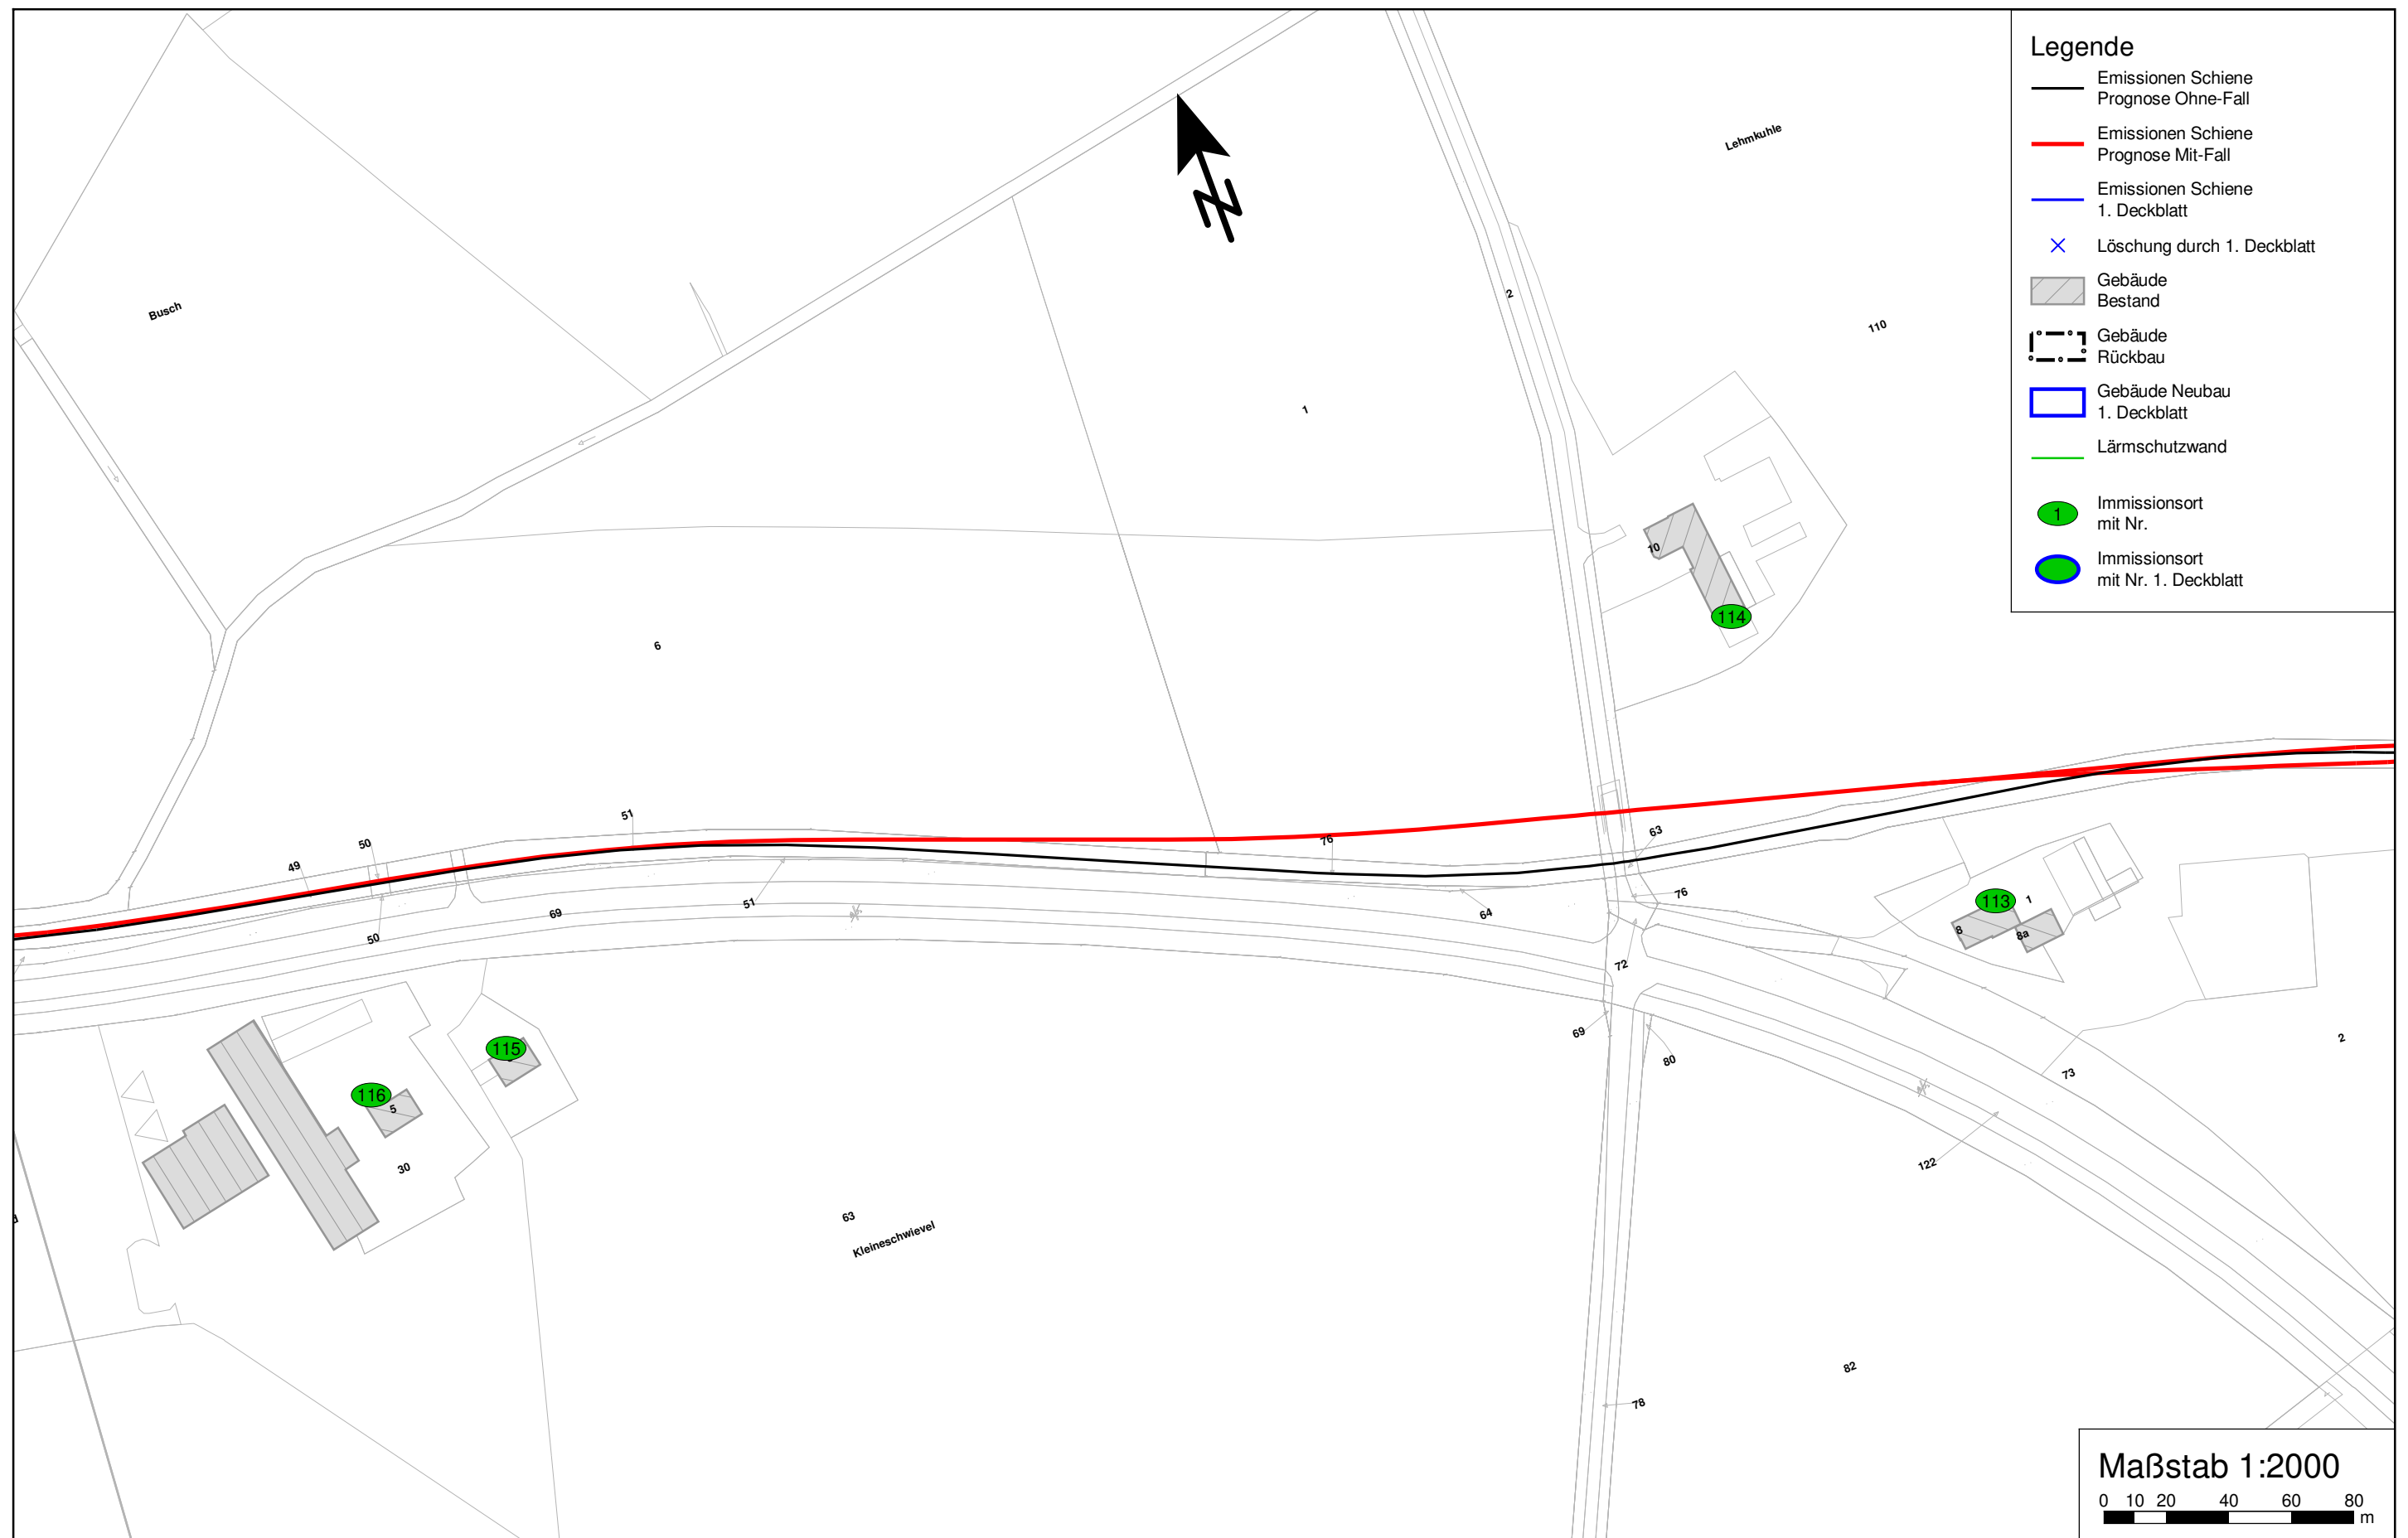 Legende
Emissionen Schiene
Prognose Ohne-Fall
Emissionen Schiene
Prognose Mit-Fall
Emissionen Schiene
1. Deckblatt
Löschung durch 1. Deckblatt
Gebäude
Bestand
Gebäude
Rückbau
Gebäude Neubau
1. Deckblatt
Lärmschutzwand
1
Immissionsort
mit Nr.
Immissionsort
mit Nr. 1. Deckblatt
Lehmkuhle
Busch
2
110
1
10
114
6
51
50
49
76
63
76
64
51
69
50
113
1
8
8a
72
69
80
2
73
115
116
5
30
122
63
Kleineschwievel
82
78
Maßstab 1:2000
0 10 20 40 60 80
m